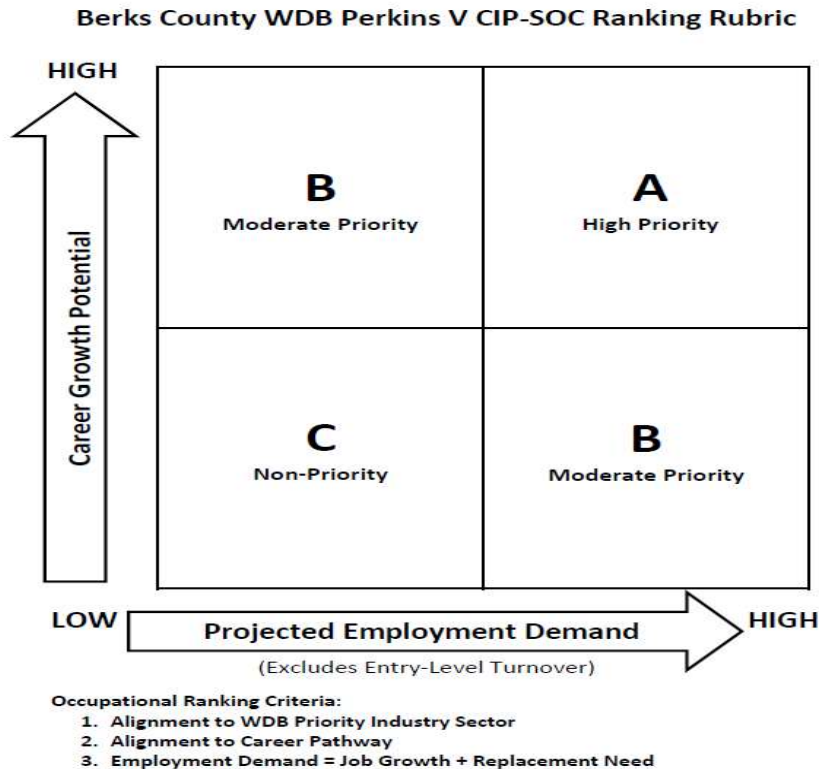 Berks County WDB Perkins V CIP-SOC Ranking Rubric
HIGH
B
Moderate Priority
A
High Priority
Career Growth Potential
C
Non-Priority
B
Moderate Priority
LOW
Projected Employment Demand
HIGH
(Excludes Entry-Level Turnover)
Occupational Ranking Criteria:
1. Alignment to WDB Priority Industry Sector
2. Alignment to Career Pathway
3. Employment Demand = Job Growth + Replacement Need